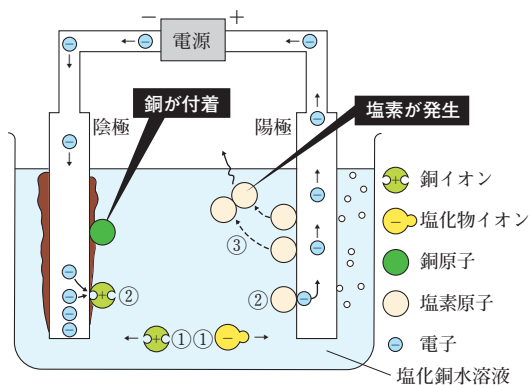 − 電源 +
銅が付着
塩素が発生
陰極
陽極
銅イオン
塩化物イオン
銅原子
塩素原子
電子
塩化銅水溶液
③
②
②
①①
+
−